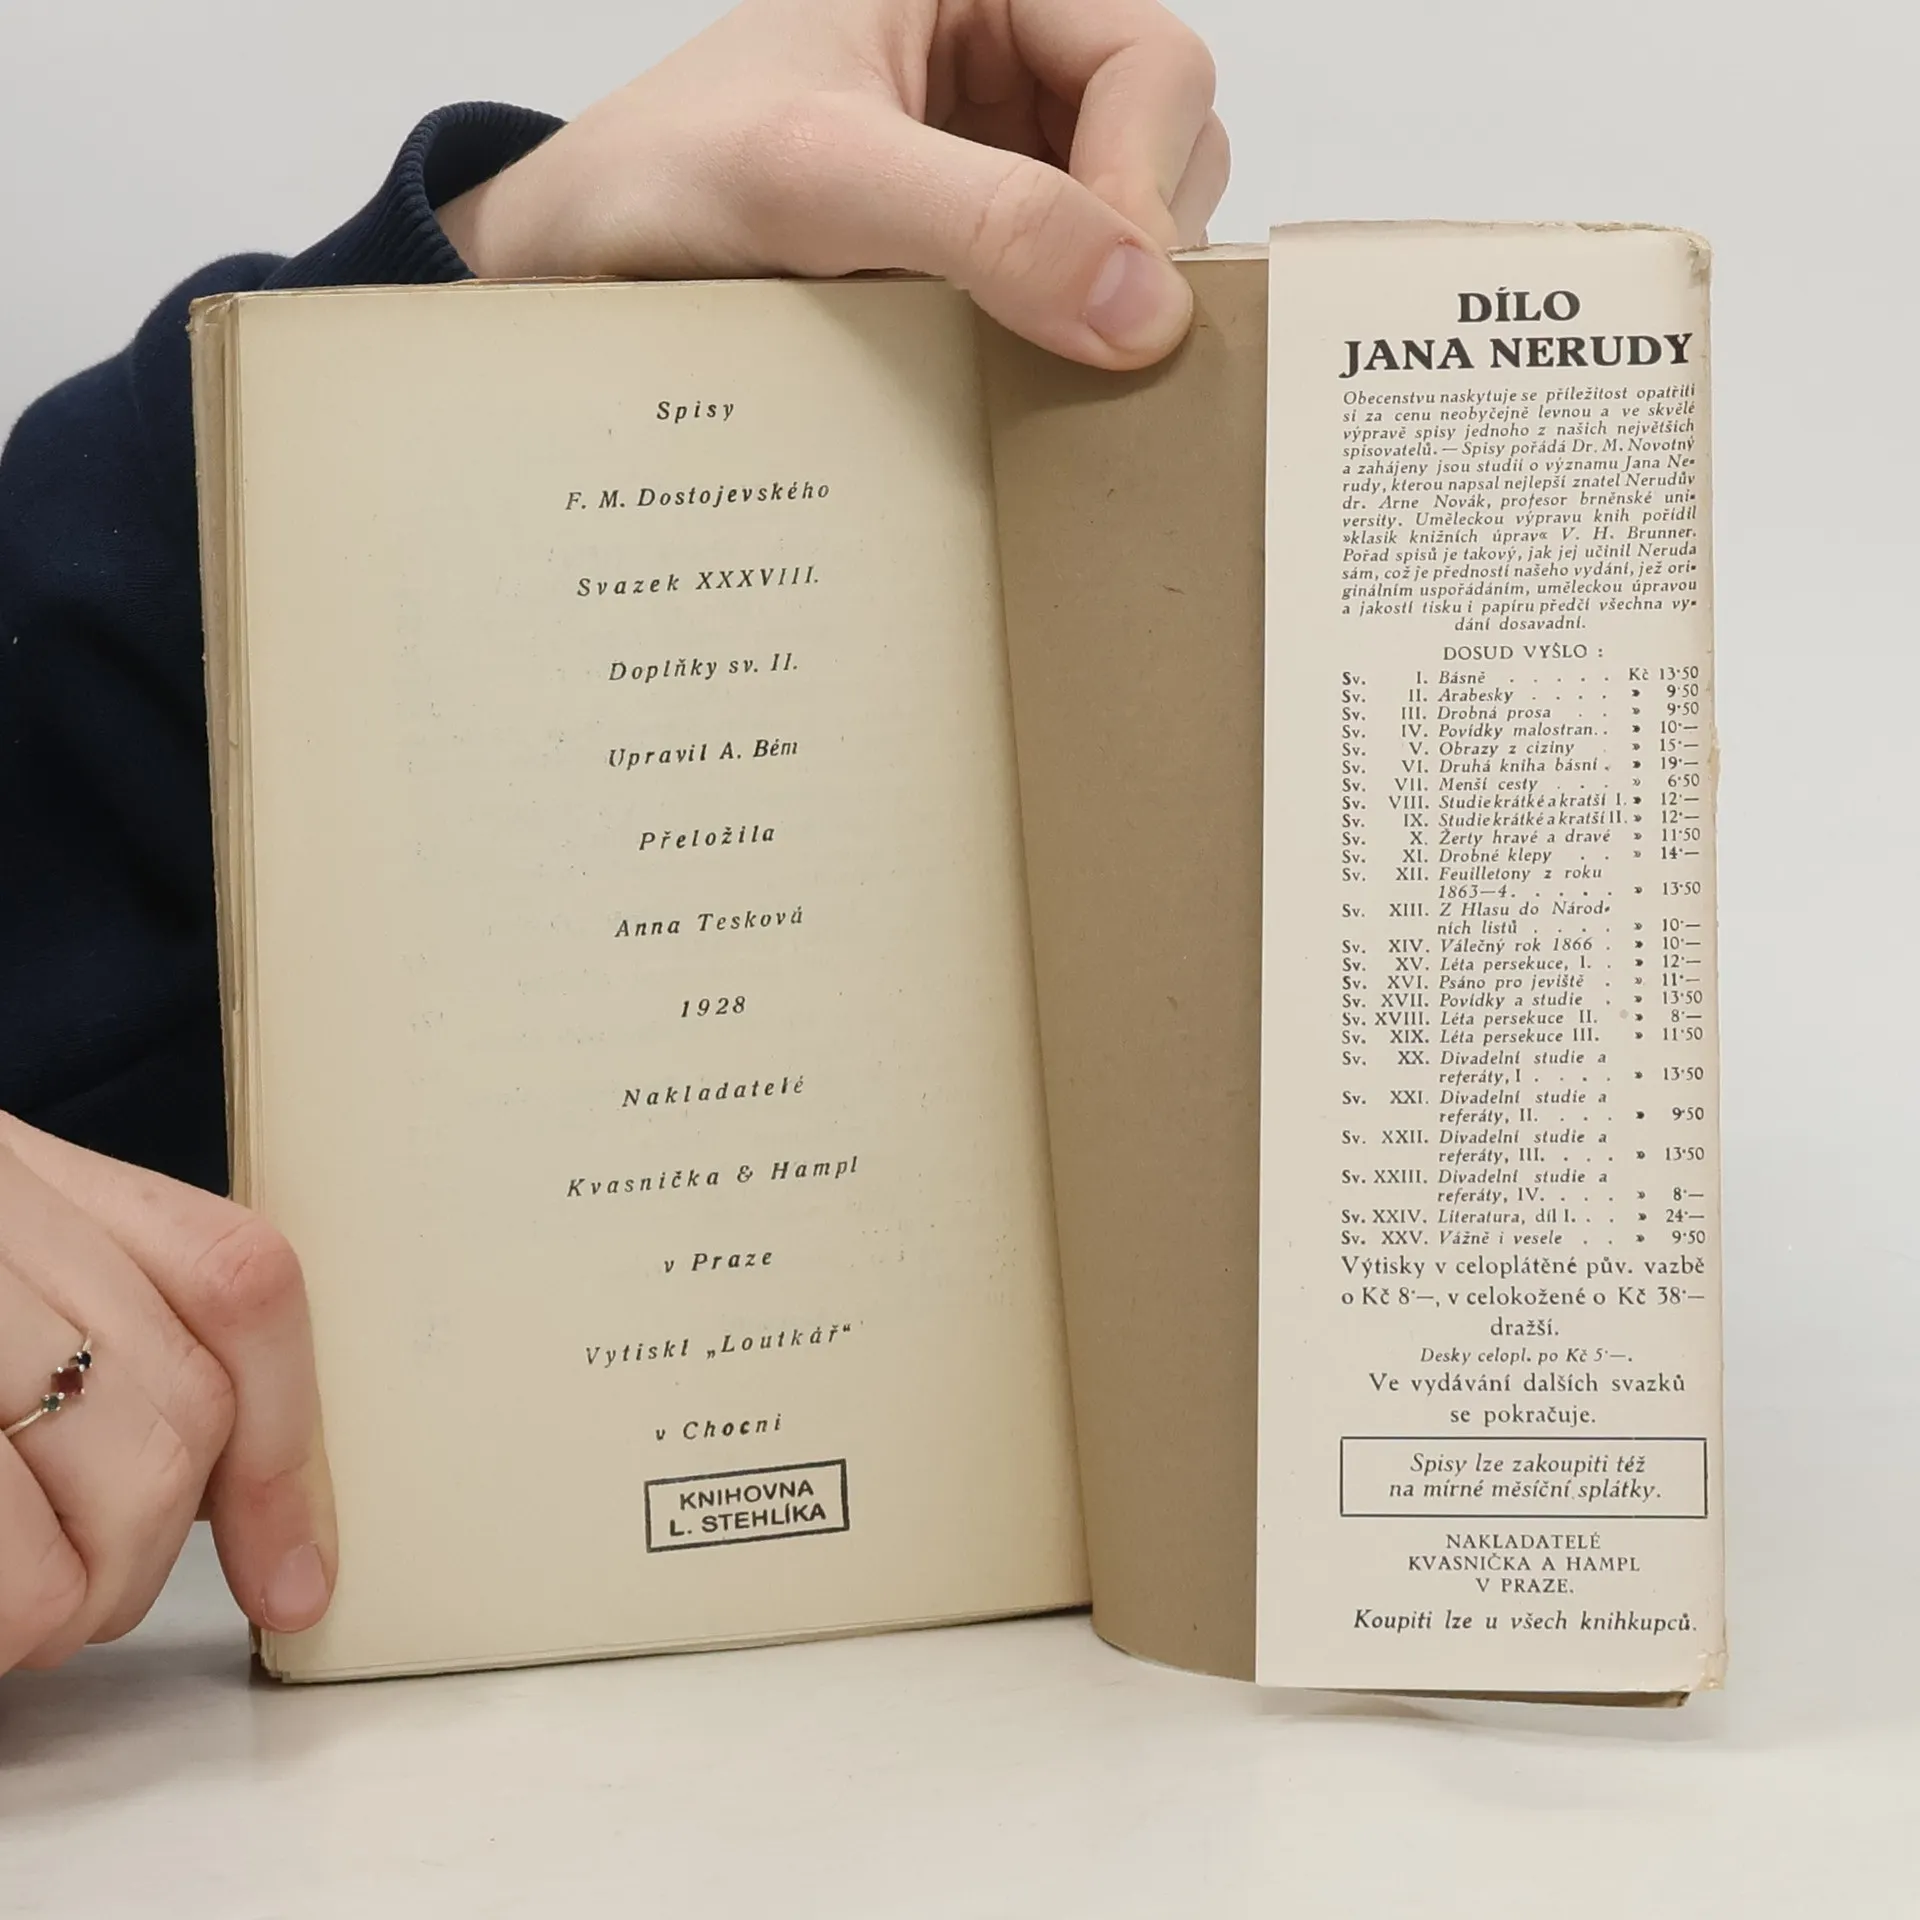 Spisy
F. M. Dostojevského
Svazek XXXVIII.
Doplňky sv. II.
Upravil A. Bém
Přeložila
Anna Tesková
1928
Nakladatelé
Kvasnička & Hampl
v Praze
Vytiskl „Loutkář“
v Chocni
KNIHOVNA
L. STEHLÍKA
DÍLO
JANA NERUDY
Obecenstvu naskytuje se příležitost opatřiti
si za cenu neobyčejně levnou a ve skvělé
výpravě spisy jednoho z našich největších
spisovatelů. — Spisy pořádá Dr. M. Novotný
a zahájeny jsou studií o významu Jana Ne-
rudy, kterou napsal nejlepší znatel Nerudův
dr. Arne Novák, profesor brněnské uni-
versity. Uměleckou výpravu knih pořídil
»klasik knižních úprav« V. H. Brunner.
Pořad spisů je takový, jak jej učinil Neruda
sám, což je předností našeho vydání, jež ori-
ginálním uspořádáním, uměleckou úpravou
a jakostí tisku i papíru předčí všechna vy-
dání dosavadní.
DOSUD VYŠLO :
Sv. I. Básně . . . . . Kč 13·50
Sv. II. Arabesky . . . . » 9·50
Sv. III. Drobná prosa . . » 9·50
Sv. IV. Povídky malostran. . » 10·—
Sv. V. Obrazy z ciziny » 15·—
Sv. VI. Druhá kniha básní . » 19·—
Sv. VII. Menší cesty . . . » 6·50
Sv. VIII. Studie krátké a kratší I. » 12·—
Sv. IX. Studie krátké a kratší II. » 12·—
Sv. X. Žerty hravé a dravé » 11·50
Sv. XI. Drobné klepy . . » 14·—
Sv. XII. Feuilletony z roku
1863—4. . . . . . » 13·50
Sv. XIII. Z Hlasu do Národ-
ních listů . . . . » 10·—
Sv. XIV. Válečný rok 1866 . » 10·—
Sv. XV. Léta persekuce, I. . » 12·—
Sv. XVI. Psáno pro jeviště . » 11·—
Sv. XVII. Povídky a studie . » 13·50
Sv. XVIII. Léta persekuce II. » 8·—
Sv. XIX. Léta persekuce III. » 11·50
Sv. XX. Divadelní studie a
referáty, I . . . . » 13·50
Sv. XXI. Divadelní studie a
referáty, II. . . . » 9·50
Sv. XXII. Divadelní studie a
referáty, III. . . . » 13·50
Sv. XXIII. Divadelní studie a
referáty, IV. . . . » 8·—
Sv. XXIV. Literatura, díl I. . . » 24·—
Sv. XXV. Vážně i vesele . . » 9·50
Výtisky v celoplátěné pův. vazbě
o Kč 8·—, v celokožené o Kč 38·—
dražší.
Desky celopl. po Kč 5·—.
Ve vydávání dalších svazků
se pokračuje.
Spisy lze zakoupiti též
na mírné měsíční splátky.
NAKLADATELÉ
KVASNIČKA A HAMPL
V PRAZE.
Koupiti lze u všech knihkupců.